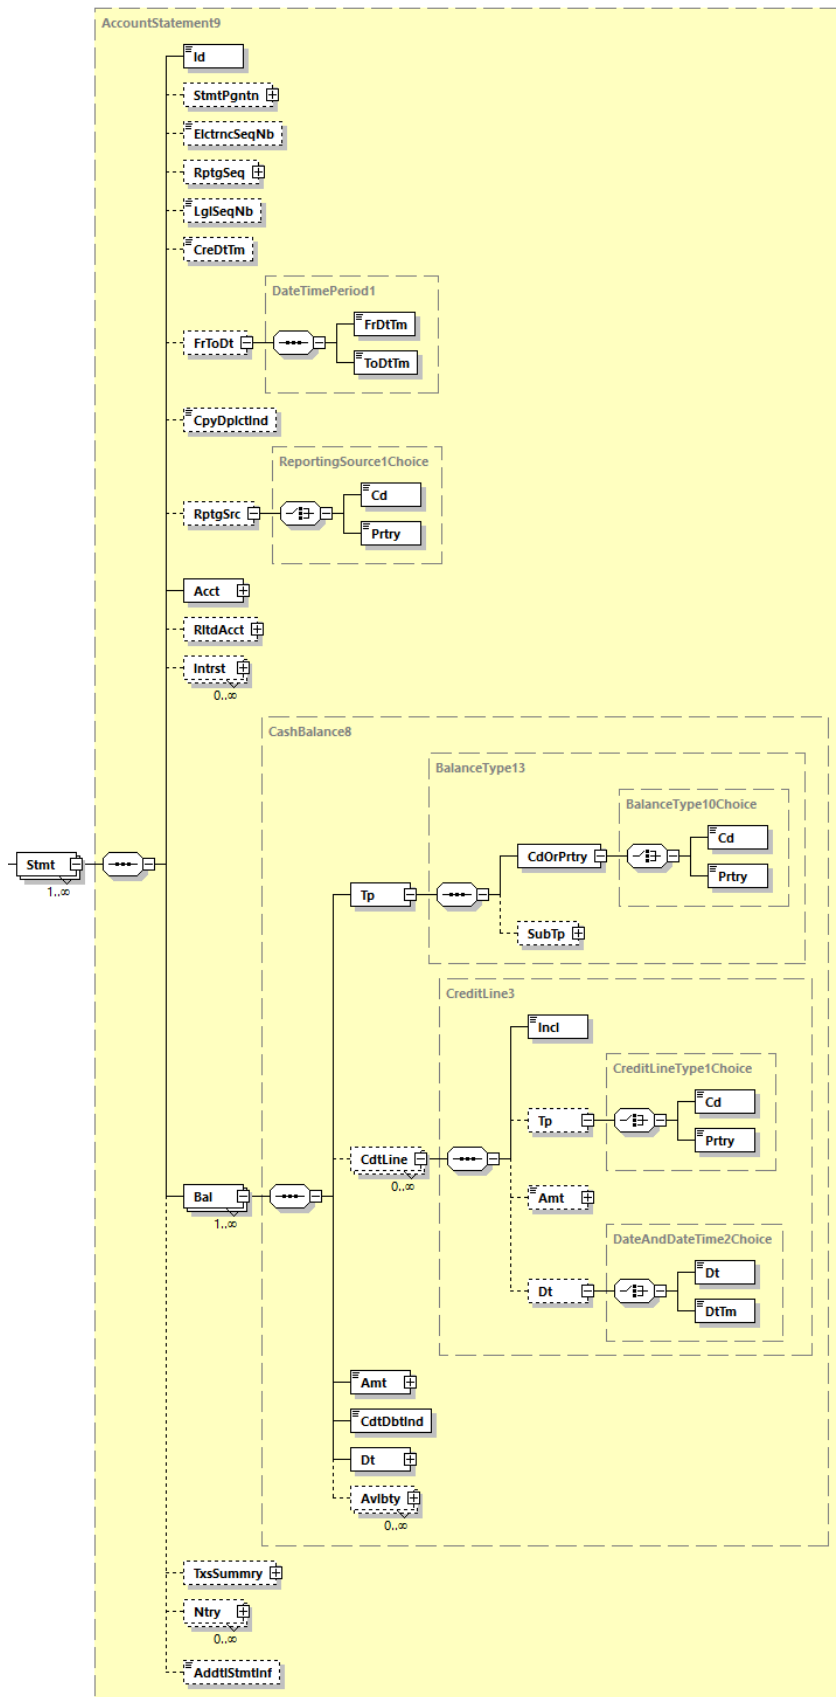 AccountStatement9
Id
StmtPgntn
ElctrncSeqNb
RptgSeq
LglSeqNb
CreDtTm
DateTimePeriod1
FrToDt
FrDtTm
ToDtTm
CpyDplctInd
ReportingSource1Choice
RptgSrc
Cd
Prtry
Acct
RltdAcct
Intrst
0..∞
CashBalance8
BalanceType13
BalanceType10Choice
Stmt
1..∞
Tp
CdOrPrtry
Cd
Prtry
SubTp
CreditLine3
Incl
CreditLineType1Choice
Tp
Cd
Prtry
CdtLine
0..∞
Bal
1..∞
Amt
DateAndDateTime2Choice
Dt
Dt
DtTm
Amt
CdtDbtInd
Dt
Avlbty
0..∞
TxsSummry
Ntry
0..∞
AddtlStmtInf